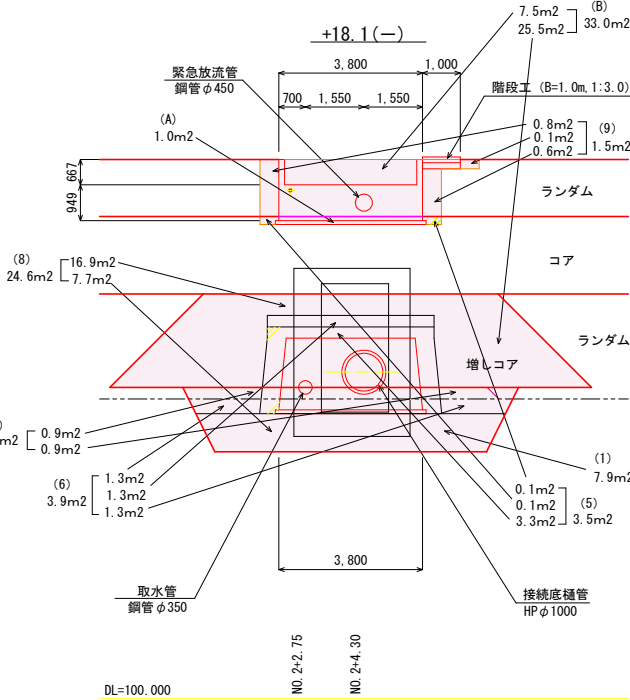 +18.1(一)
7.5m2
25.5m2
(B)
33.0m2
3,800
1,000
700
1,550
1,550
緊急放流管
鋼管φ450
階段工 (B=1.0m,1:3.0)
(A)
1.0m2
0.8m2
0.1m2
0.6m2
(9)
1.5m2
667
949
ランダム
コア
(8)
24.6m2
16.9m2
7.7m2
ランダム
増しコア
)
m2
0.9m2
0.9m2
(6)
3.9m2
1.3m2
1.3m2
1.3m2
(1)
7.9m2
0.1m2
0.1m2
3.3m2
(5)
3.5m2
3,800
取水管
鋼管φ350
接続底樋管
HPφ1000
NO.2+2.75
NO.2+4.30
DL=100.000